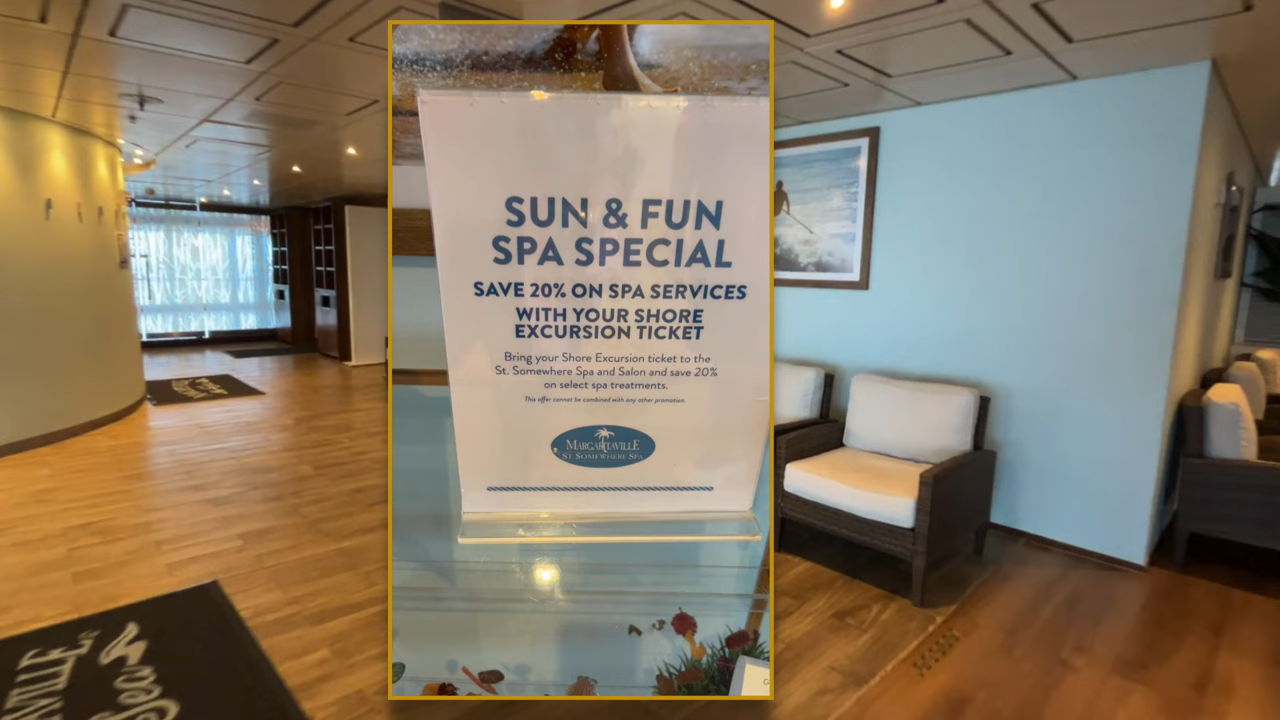 SUN & FUN
SPA SPECIAL
SAVE 20% ON SPA SERVICES
WITH YOUR SHORE
EXCURSION TICKET
Bring your Shore Excursion ticket to the
St. Somewhere Spa and Salon and save 20%
on select spa treatments.
This offer cannot be combined with any other promotion.
MARGARITAVILLE
ST. SOMEWHERE SPA